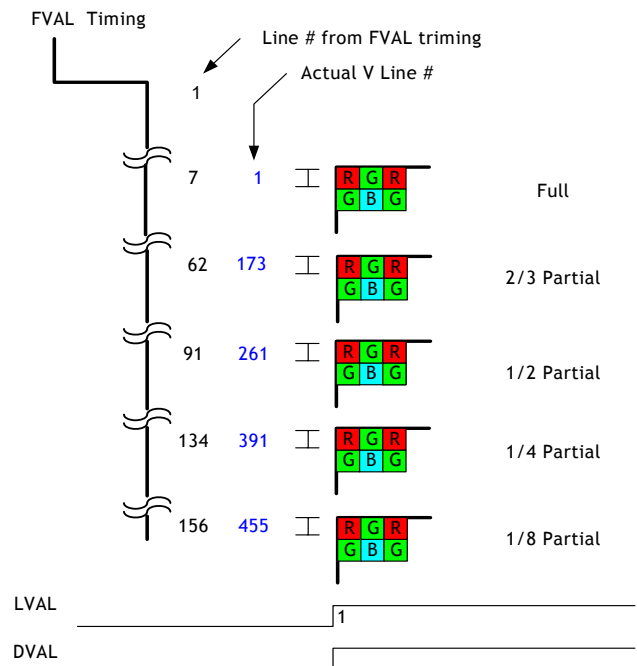 FVAL Timing
Line # from FVAL triming
Actual V Line #
1
7 1 R G R Full
G B G
62 173 R G R 2/3 Partial
G B G
91 261 R G R 1/2 Partial
G B G
134 391 R G R 1/4 Partial
G B G
156 455 R G R 1/8 Partial
G B G
LVAL 1
DVAL